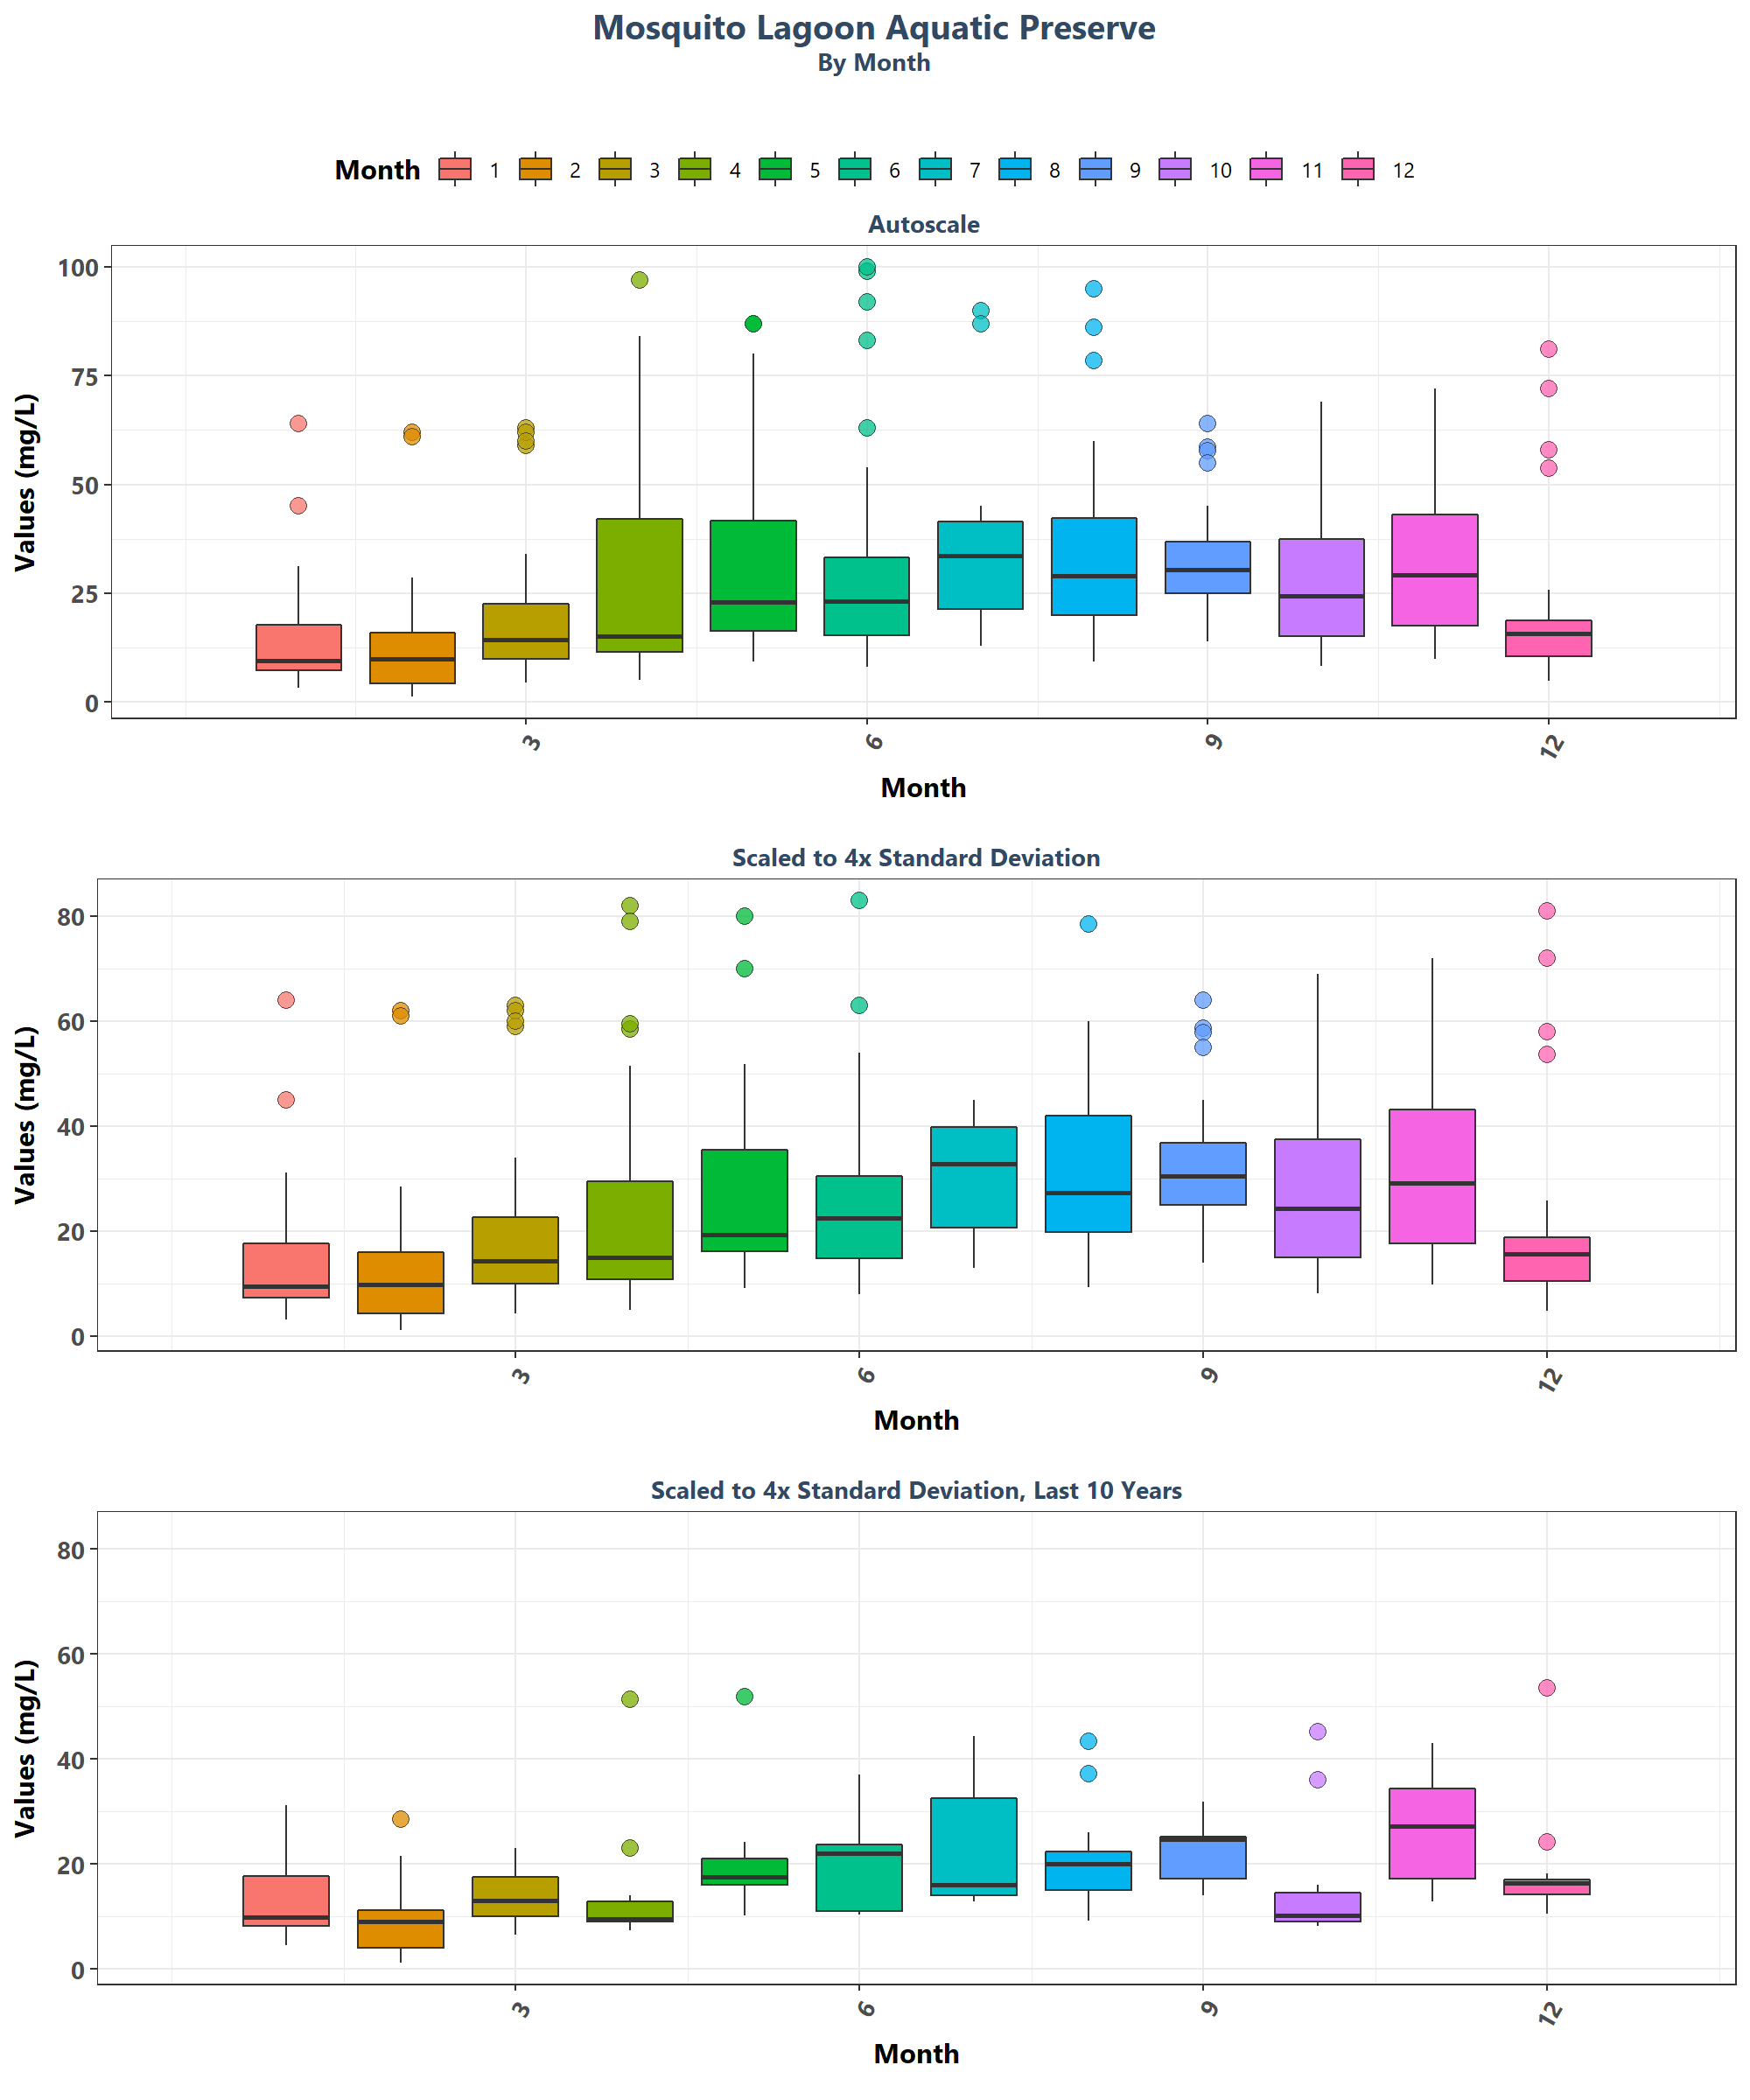 Mosquito Lagoon Aquatic Preserve
By Month
Month 1 2 3 4 5 6 7 8 9 10 11 12
Autoscale
Values (mg/L)
100
75
50
25
0
3 6 9 12
Month
Scaled to 4x Standard Deviation
Values (mg/L)
80
60
40
20
0
3 6 9 12
Month
Scaled to 4x Standard Deviation, Last 10 Years
Values (mg/L)
80
60
40
20
0
3 6 9 12
Month